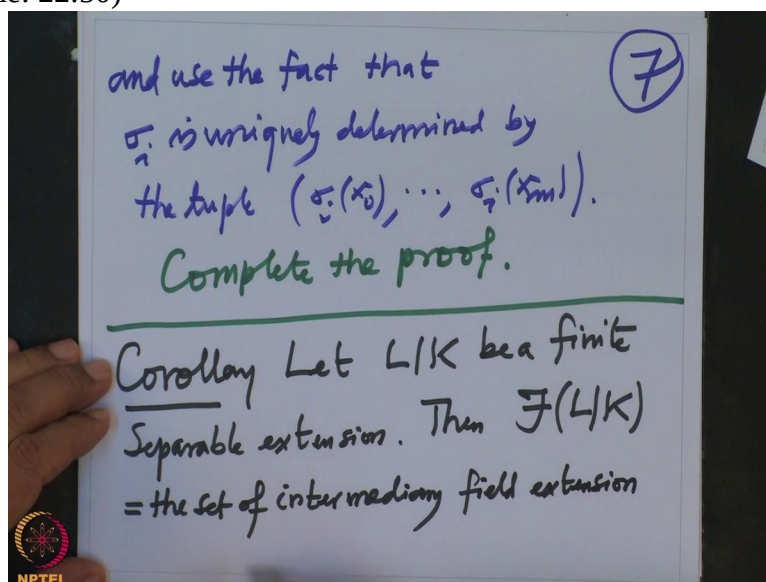 7
and use the fact that
σᵢ is uniquely determined by
the tuple (σᵢ(x₀), ..., σᵢ(xₘ)).
Complete the proof.
Corollary Let L|K be a finite
Separable extension. Then F(L|K)
= the set of intermediary field extension
NPTEL